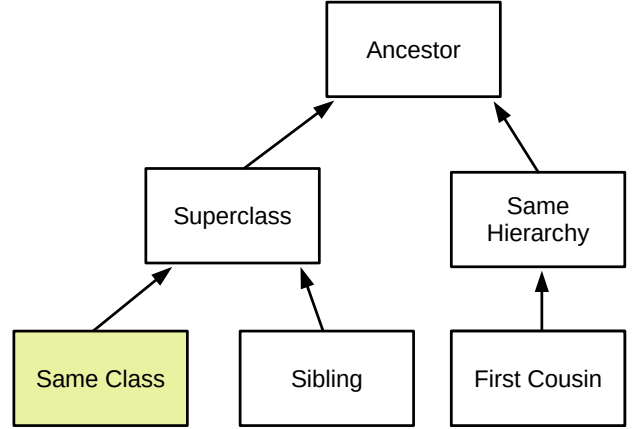 Ancestor
Superclass
Same
Hierarchy
Same Class
Sibling
First Cousin